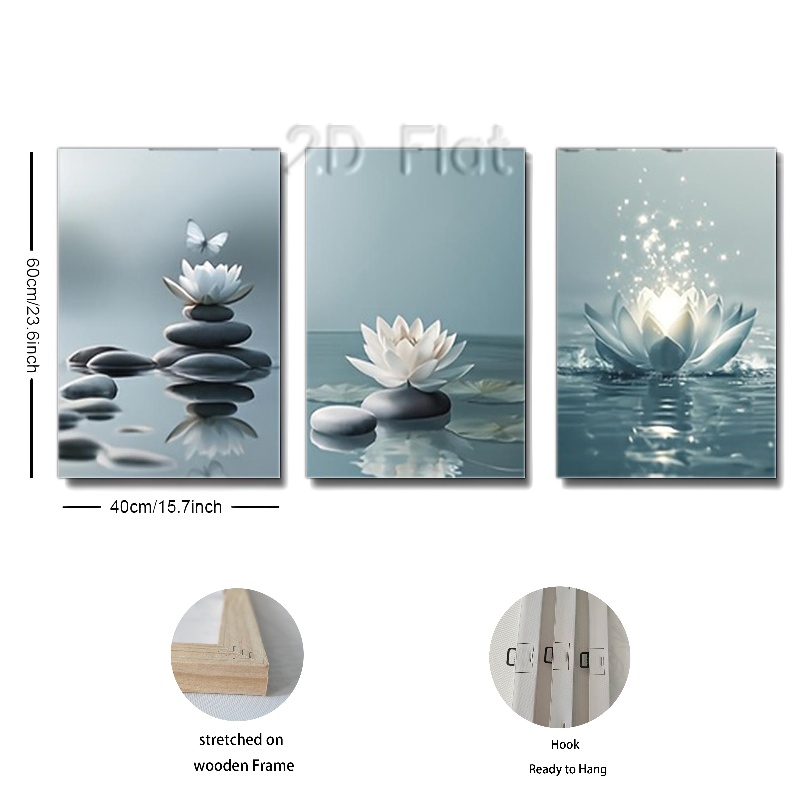 2D Flat
60cm/23.6inch
40cm/15.7inch
stretched on
wooden Frame
Hook
Ready to Hang